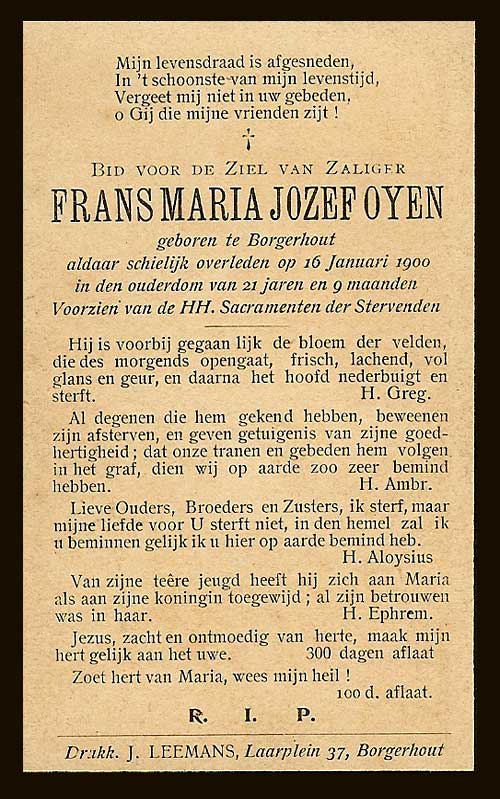 Mijn levensdraad is afgesneden,
In 't schoonste van mijn levenstijd,
Vergeet mij niet in uw gebeden,
o Gij die mijne vrienden zijt !
Bid voor de Ziel van Zaliger
FRANS MARIA JOZEF OYEN
geboren te Borgerhout
aldaar schielijk overleden op 16 Januari 1900
in den ouderdom van 21 jaren en 9 maanden
Voorzien van de HH. Sacramenten der Stervenden
Hij is voorbij gegaan lijk de bloem der velden,
die des morgends opengaat, frisch, lachend, vol
glans en geur, en daarna het hoofd nederbuigt en
sterft. H. Greg.
Al degenen die hem gekend hebben, beweenen
zijn afsterven, en geven getuigenis van zijne goed-
hertigheid ; dat onze tranen en gebeden hem volgen
in het graf, dien wij op aarde zoo zeer bemind
hebben. H. Ambr.
Lieve Ouders, Broeders en Zusters, ik sterf, maar
mijne liefde voor U sterft niet, in den hemel zal ik
u beminnen gelijk ik u hier op aarde bemind heb.
H. Aloysius
Van zijne teêre jeugd heeft hij zich aan Maria
als aan zijne koningin toegewijd ; al zijn betrouwen
was in haar. H. Ephrem.
Jezus, zacht en ontmoedig van herte, maak mijn
hert gelijk aan het uwe. 300 dagen aflaat
Zoet hert van Maria, wees mijn heil !
100 d. aflaat.
R. I. P.
Drukk. J. LEEMANS, Laarplein 37, Borgerhout